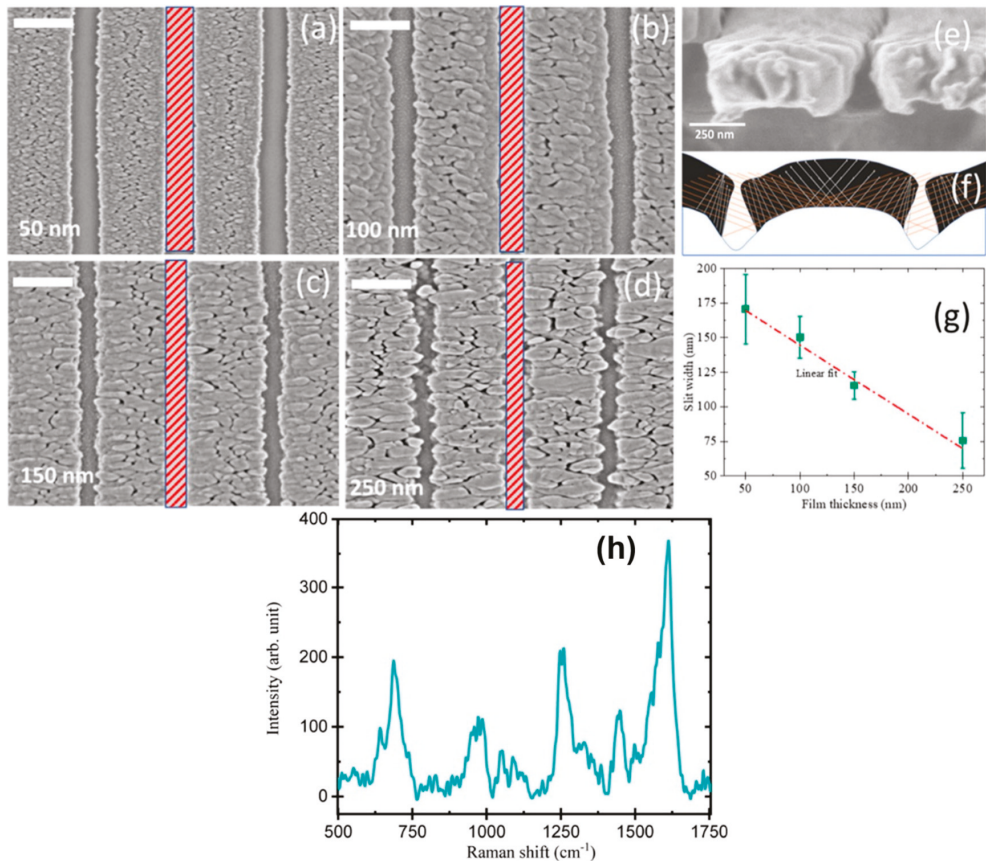 (a)
50 nm
(b)
100 nm
(c)
150 nm
(d)
250 nm
(e)
250 nm
(f)
(g)
200
175
150
125
100
75
50
Slit width (nm)
Linear fit
50
100
150
200
250
Film thickness (nm)
(h)
400
300
200
100
0
Intensity (arb. unit)
500
750
1000
1250
1500
1750
Raman shift (cm⁻¹)